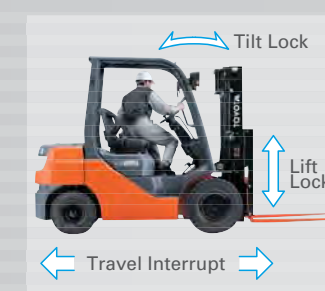 Tilt Lock
TOYOTA
Lift
Lock
Travel Interrupt